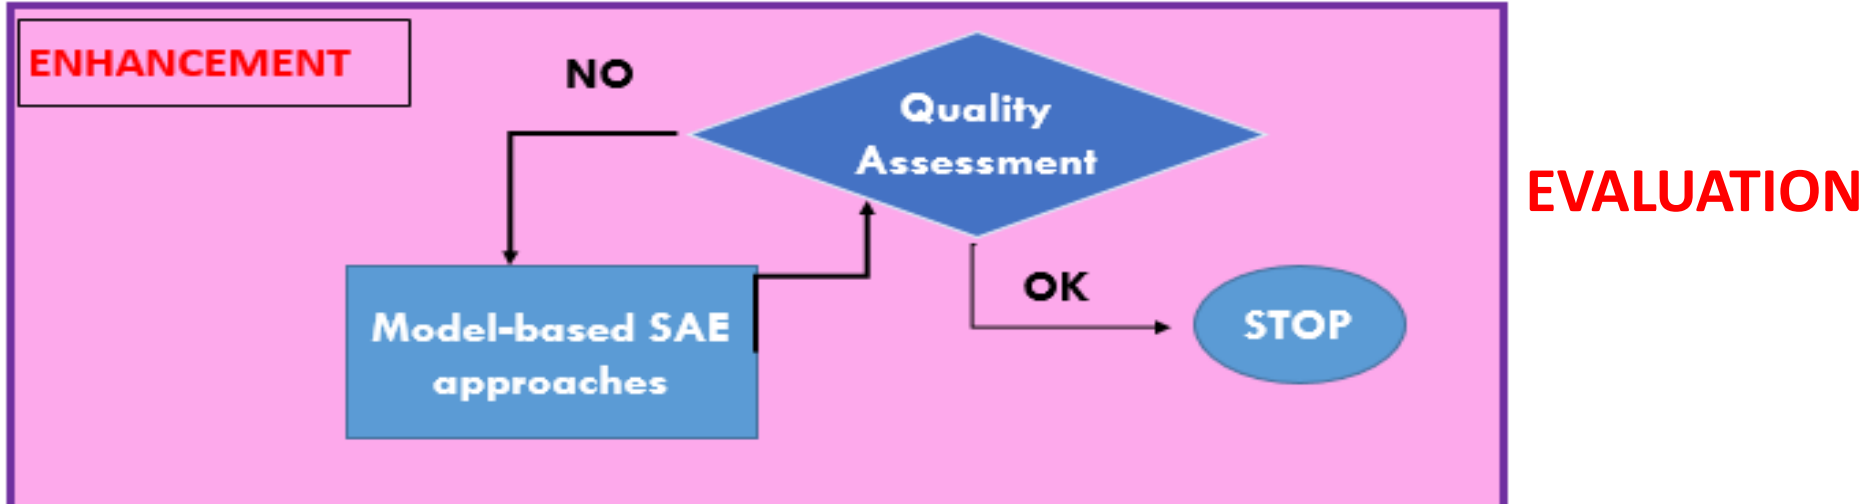 ENHANCEMENT
NO
Quality
Assessment
EVALUATION
OK
Model-based SAE
approaches
STOP